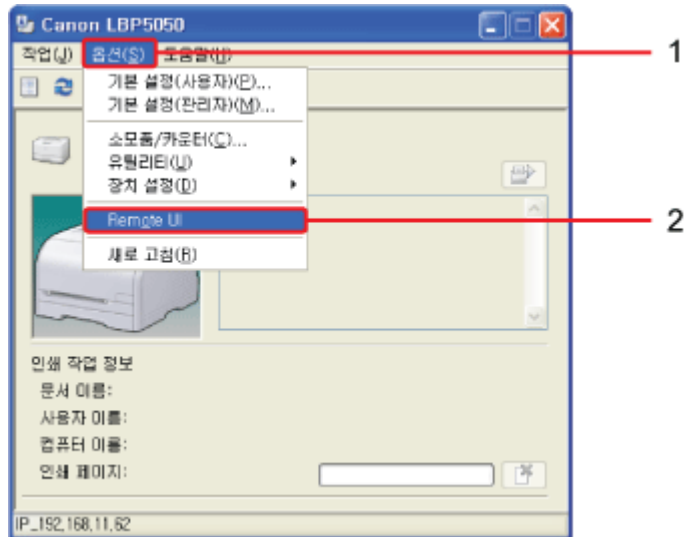 Canon LBP5050
작업(J) 옵션(S) 도움말(H)
1
기본 설정(사용자)(P)...
기본 설정(관리자)(M)...
소모품/카운터(C)...
유틸리티(U)
장치 설정(D)
Remote UI
2
새로 고침(R)
인쇄 작업 정보
문서 이름:
사용자 이름:
컴퓨터 이름:
인쇄 페이지:
IP_192,168,11,62